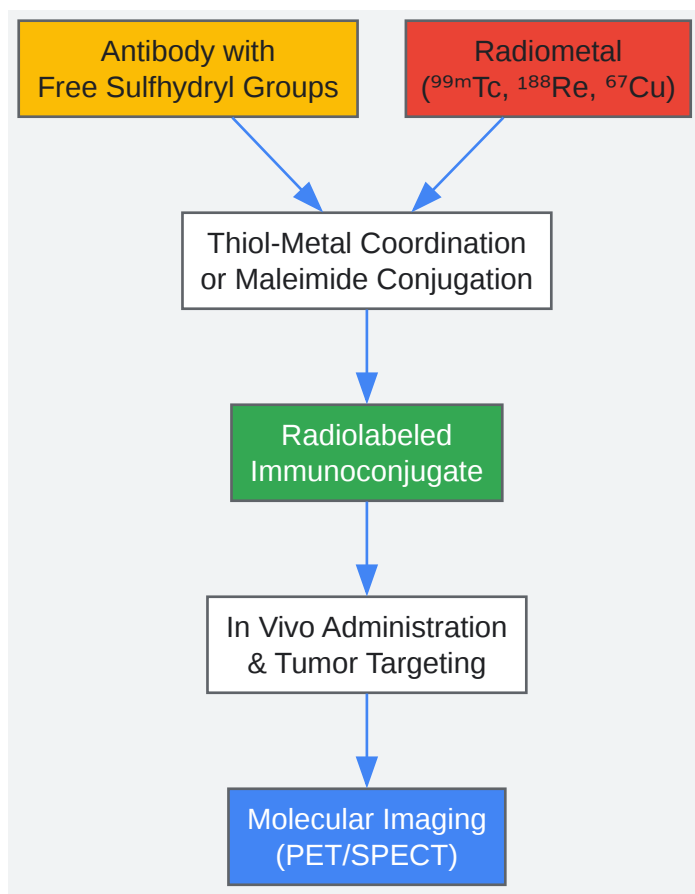 Antibody with
Free Sulfhydryl Groups
Radiometal
(⁹⁹ᵐTc, ¹⁸⁸Re, ⁶⁷Cu)
Thiol-Metal Coordination
or Maleimide Conjugation
Radiolabeled
Immunoconjugate
In Vivo Administration
& Tumor Targeting
Molecular Imaging
(PET/SPECT)